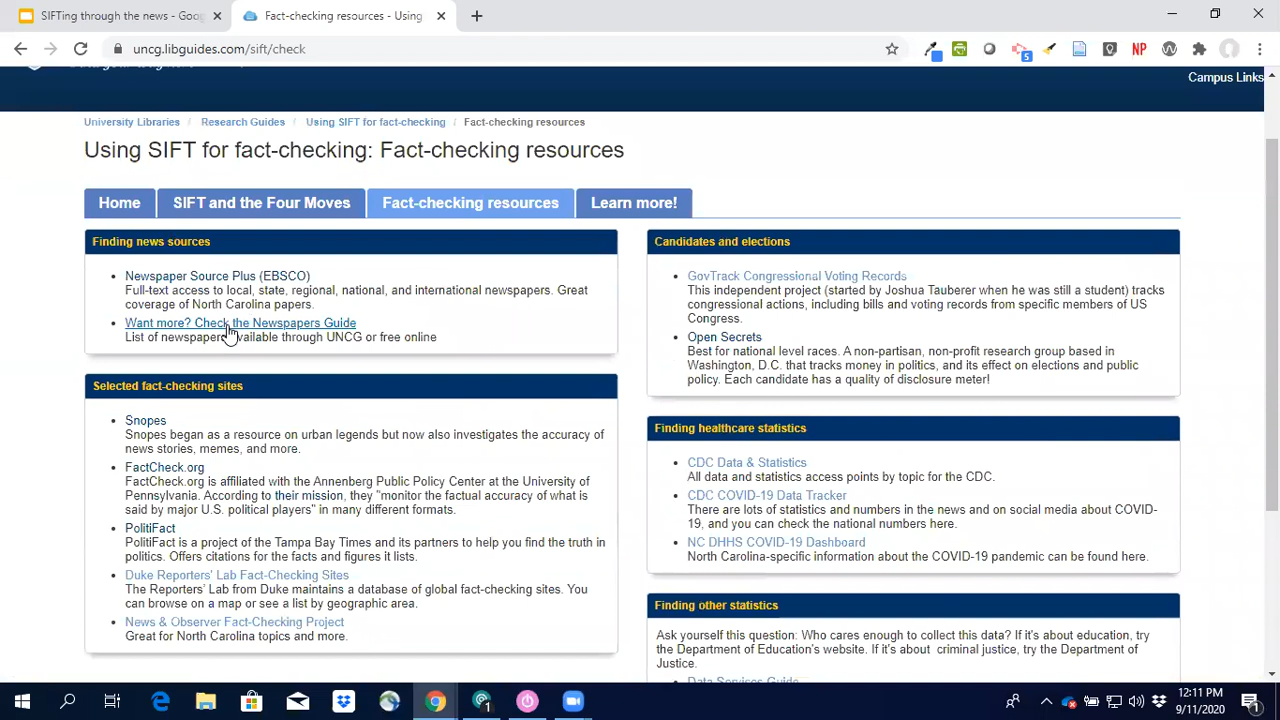 SIFTing through the news - Goo
Fact-checking resources - Using
uncg.libguides.com/sift/check
5
NP
Campus Links
University Libraries / Research Guides / Using SIFT for fact-checking / Fact-checking resources
Using SIFT for fact-checking: Fact-checking resources
Home
SIFT and the Four Moves
Fact-checking resources
Learn more!
Finding news sources
Newspaper Source Plus (EBSCO)
Full-text access to local, state, regional, national, and international newspapers. Great
coverage of North Carolina papers.
Want more? Check the Newspapers Guide
List of newspapers available through UNCG or free online
Selected fact-checking sites
Snopes
Snopes began as a resource on urban legends but now also investigates the accuracy of
news stories, memes, and more.
FactCheck.org
FactCheck.org is affiliated with the Annenberg Public Policy Center at the University of
Pennsylvania. According to their mission, they "monitor the factual accuracy of what is
said by major U.S. political players" in many different formats.
PolitiFact
PolitiFact is a project of the Tampa Bay Times and its partners to help you find the truth in
politics. Offers citations for the facts and figures it lists.
Duke Reporters' Lab Fact-Checking Sites
The Reporters' Lab from Duke maintains a database of global fact-checking sites. You
can browse on a map or see a list by geographic area.
News & Observer Fact-Checking Project
Great for North Carolina topics and more.
Candidates and elections
GovTrack Congressional Voting Records
This independent project (started by Joshua Tauberer when he was still a student) tracks
congressional actions, including bills and voting records from specific members of US
Congress.
Open Secrets
Best for national level races. A non-partisan, non-profit research group based in
Washington, D.C. that tracks money in politics, and its effect on elections and public
policy. Each candidate has a quality of disclosure meter!
Finding healthcare statistics
CDC Data & Statistics
All data and statistics access points by topic for the CDC.
CDC COVID-19 Data Tracker
There are lots of statistics and numbers in the news and on social media about COVID-
19, and you can check the national numbers here.
NC DHHS COVID-19 Dashboard
North Carolina-specific information about the COVID-19 pandemic can be found here.
Finding other statistics
Ask yourself this question: Who cares enough to collect this data? If it's about education, try
the Department of Education's website. If it's about criminal justice, try the Department of
Justice.
Data Services Guide
1
12:11 PM
9/11/2020
1